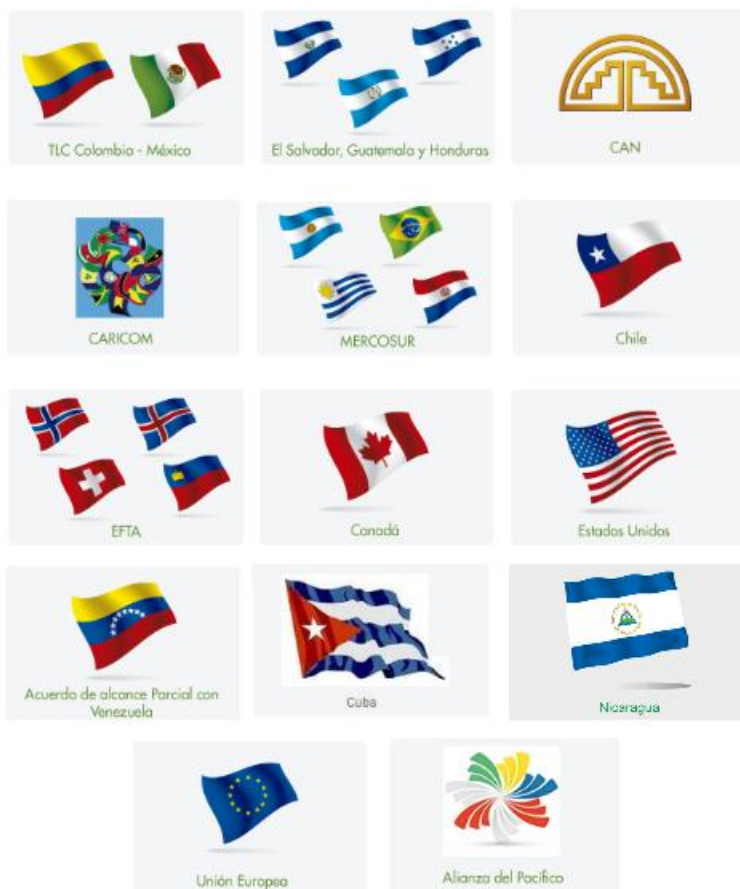 TLC Colombia - México
El Salvador, Guatemala y Honduras
CAN
CARICOM
MERCOSUR
Chile
EFTA
Canadá
Estados Unidos
Acuerdo de alcance Parcial con
Venezuela
Cuba
Nicaragua
Unión Europea
Alianza del Pacífico